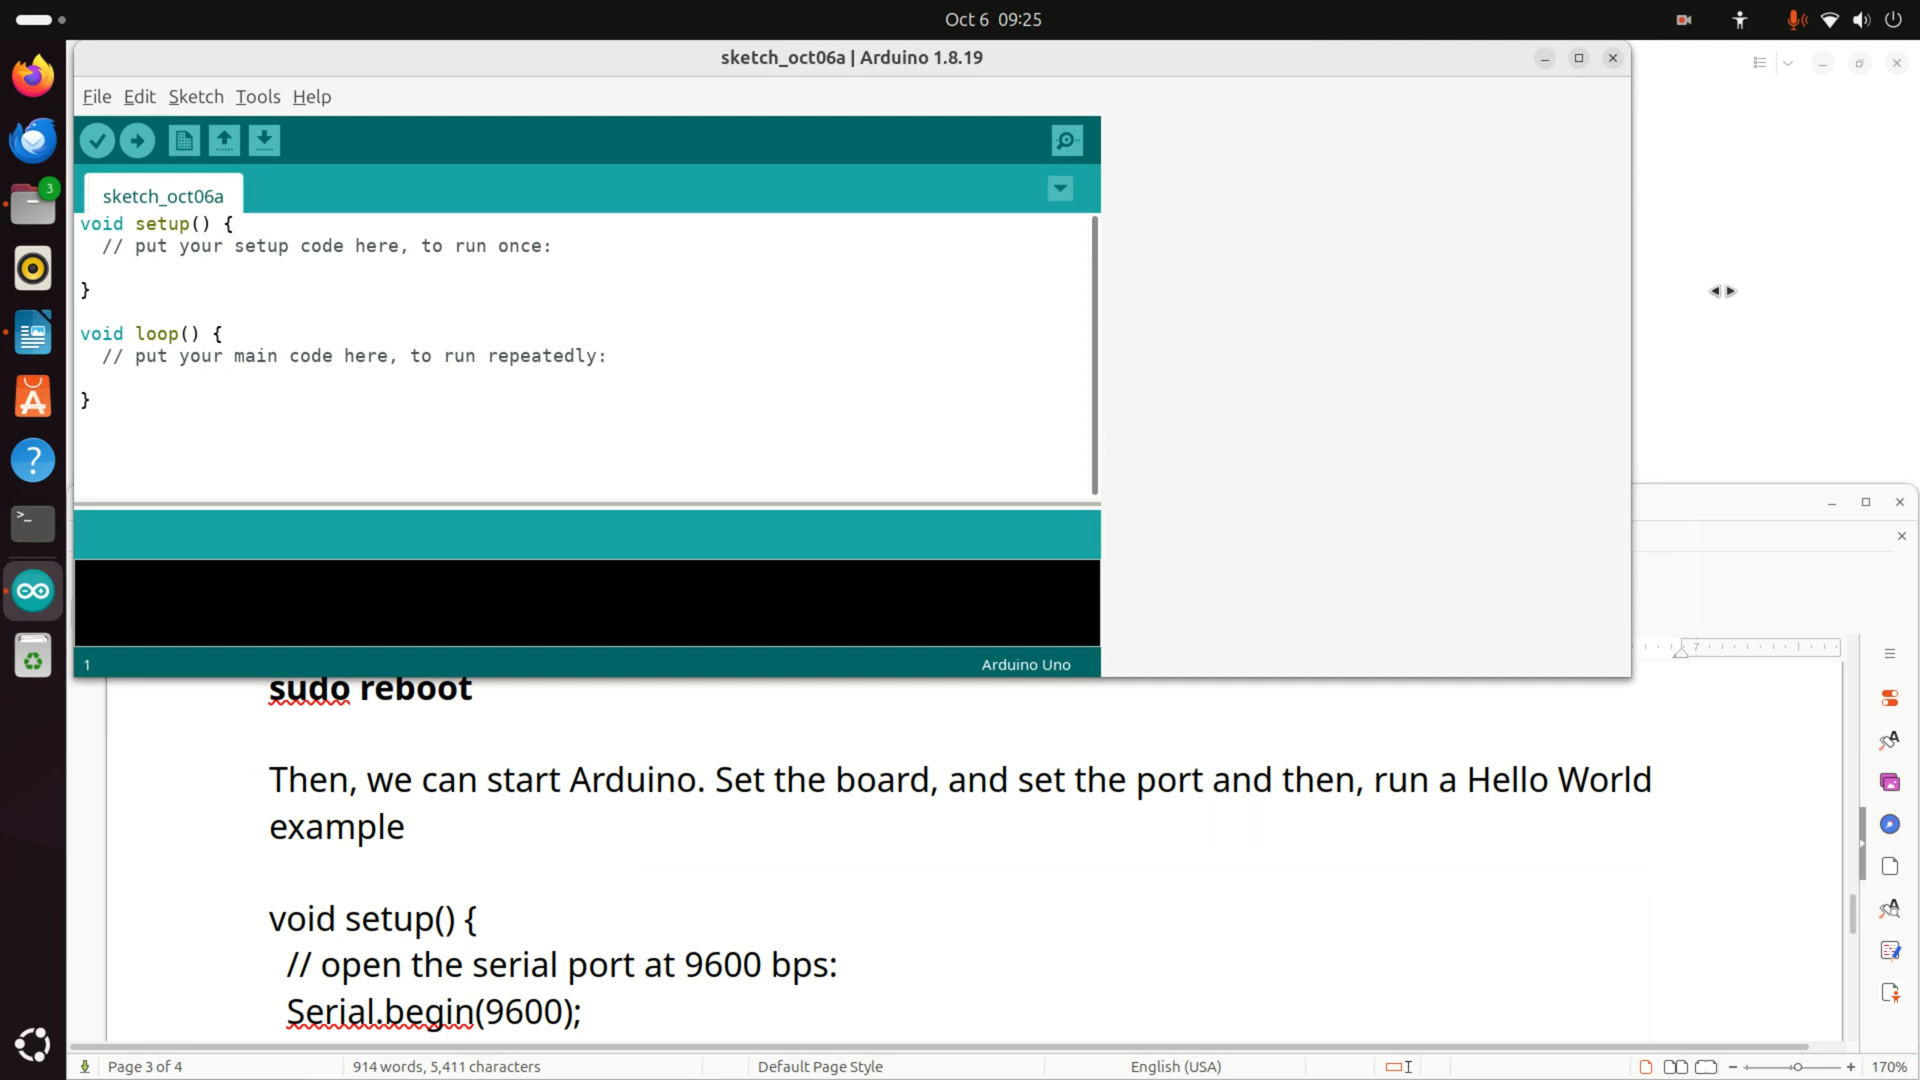 Oct 6 09:25
sketch_oct06a | Arduino 1.8.19
File Edit Sketch Tools Help
sketch_oct06a
void setup() {
// put your setup code here, to run once:
}
void loop() {
// put your main code here, to run repeatedly:
}
1
Arduino Uno
3
>_
?
sudo reboot
Then, we can start Arduino. Set the board, and set the port and then, run a Hello World
example
void setup() {
// open the serial port at 9600 bps:
Serial.begin(9600);
7
Page 3 of 4
914 words, 5,411 characters
Default Page Style
English (USA)
170%